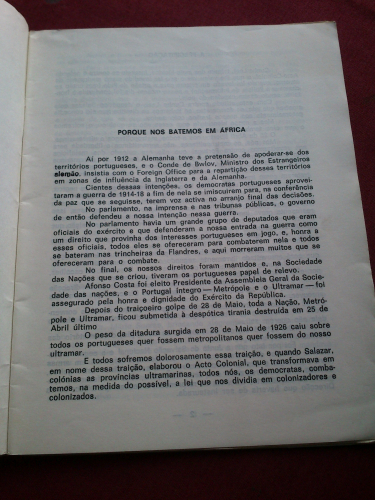 PORQUE NOS BATEMOS EM ÁFRICA
Aí por 1912 a Alemanha teve a pretensão de apoderar-se dos
territórios portugueses, e o Conde de Bwlov, Ministro dos Estrangeiros
alemão, insistia com o Foreign Office para a repartição desses territórios
em zonas de influência da Inglaterra e da Alemanha.
Cientes dessas intenções, os democratas portugueses aprovei-
taram a guerra de 1914-18 a fim de nela se imiscuirem para, na conferência
da paz que se seguisse, terem voz activa no arranjo final das decisões.
No parlamento, na imprensa e nas tribunas públicas, o governo
de então defendeu a nossa intenção nessa guerra.
No parlamento havia um grande grupo de deputados que eram
oficiais do exército e que defenderam a nossa entrada na guerra como
um direito que provinha dos interesses portugueses em jogo, e, honra a
esses oficiais, todos eles se ofereceram para combaterem nela e todos
se bateram nas trincheiras da Flandres, e aqui morreram muitos que se
ofereceram para o combate.
No final, os nossos direitos foram mantidos e, na Sociedade
das Nações que se criou, tiveram os portugueses papel de relevo.
Afonso Costa foi eleito Presidente da Assembleia Geral da Socie-
dade das nações, e o Portugal integro — Metrópole e o Ultramar — foi
assegurado pela honra e dignidade do Exército da República.
Depois do traiçoeiro golpe de 28 de Maio, toda a Nação, Metró-
pole e Ultramar, ficou submetida à despótica tirania destruída em 25 de
Abril último
O peso da ditadura surgida em 28 de Maio de 1926 caiu sobre
todos os portugueses quer fossem metropolitanos quer fossem do nosso
ultramar.
E todos sofremos dolorosamente essa traição, e quando Salazar,
em nome dessa traição, elaborou o Acto Colonial, que transformava em
colónias as províncias ultramarinas, todos nós, os democratas, comba-
temos, na medida do possível, a lei que nos dividia em colonizadores e
colonizados.